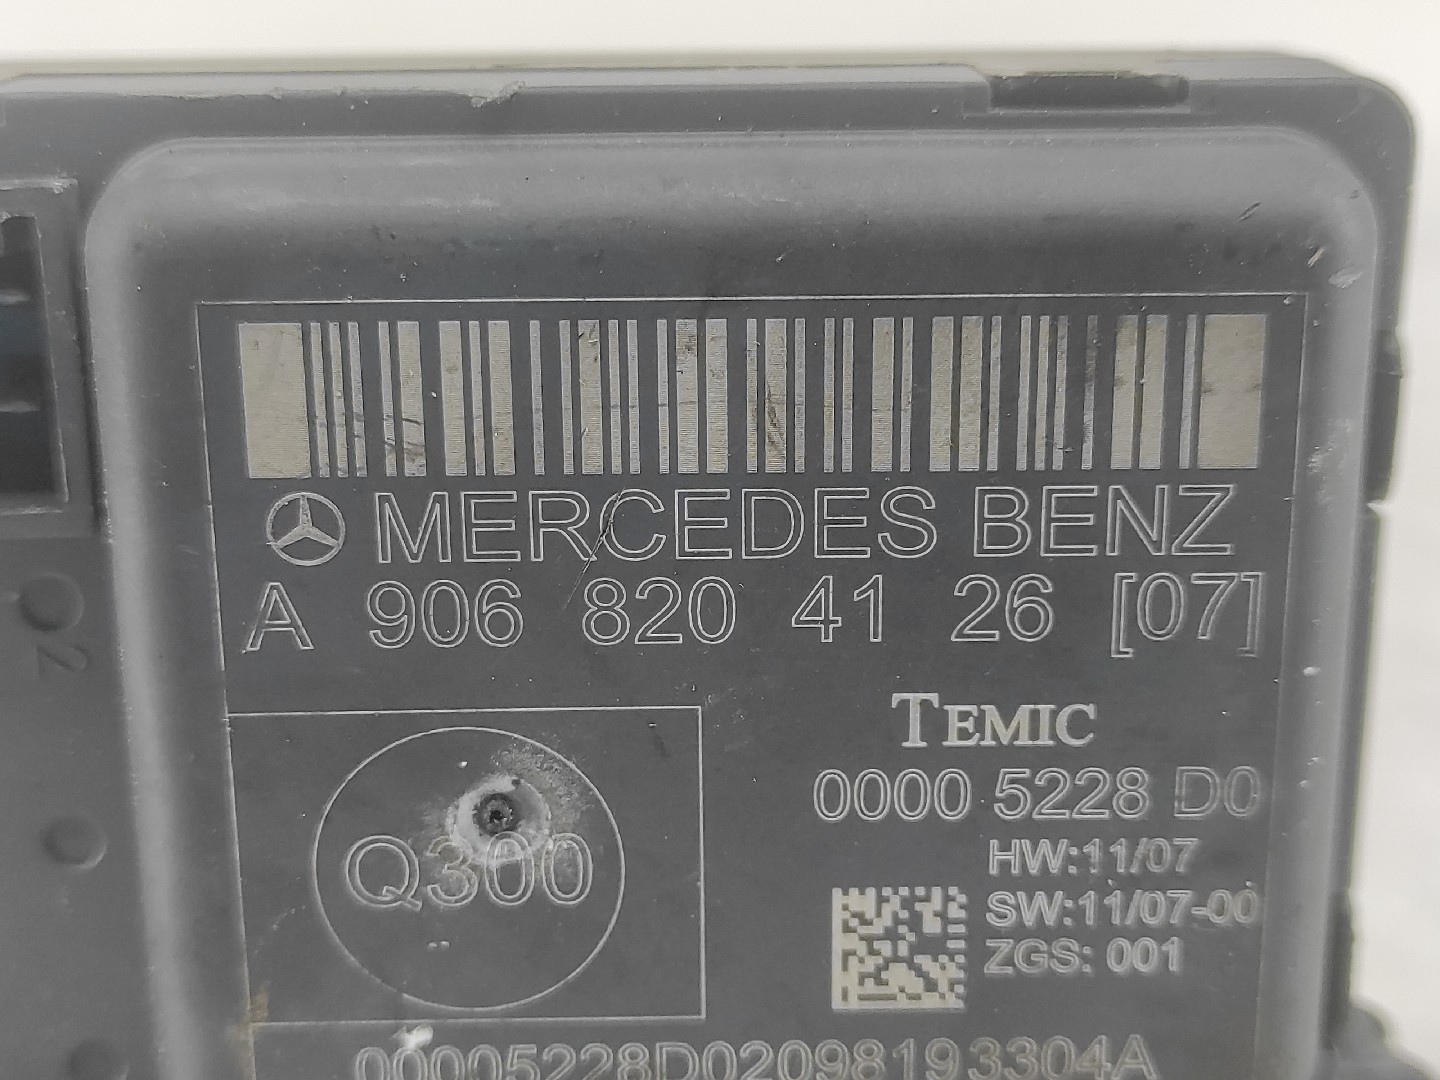 MERCEDES BENZ
A 906 820 41 26 [07]
TEMIC
0000 5228 D0
HW:11/07
SW:11/07-00
ZGS: 001
Q300
00005228D02098193304A
2